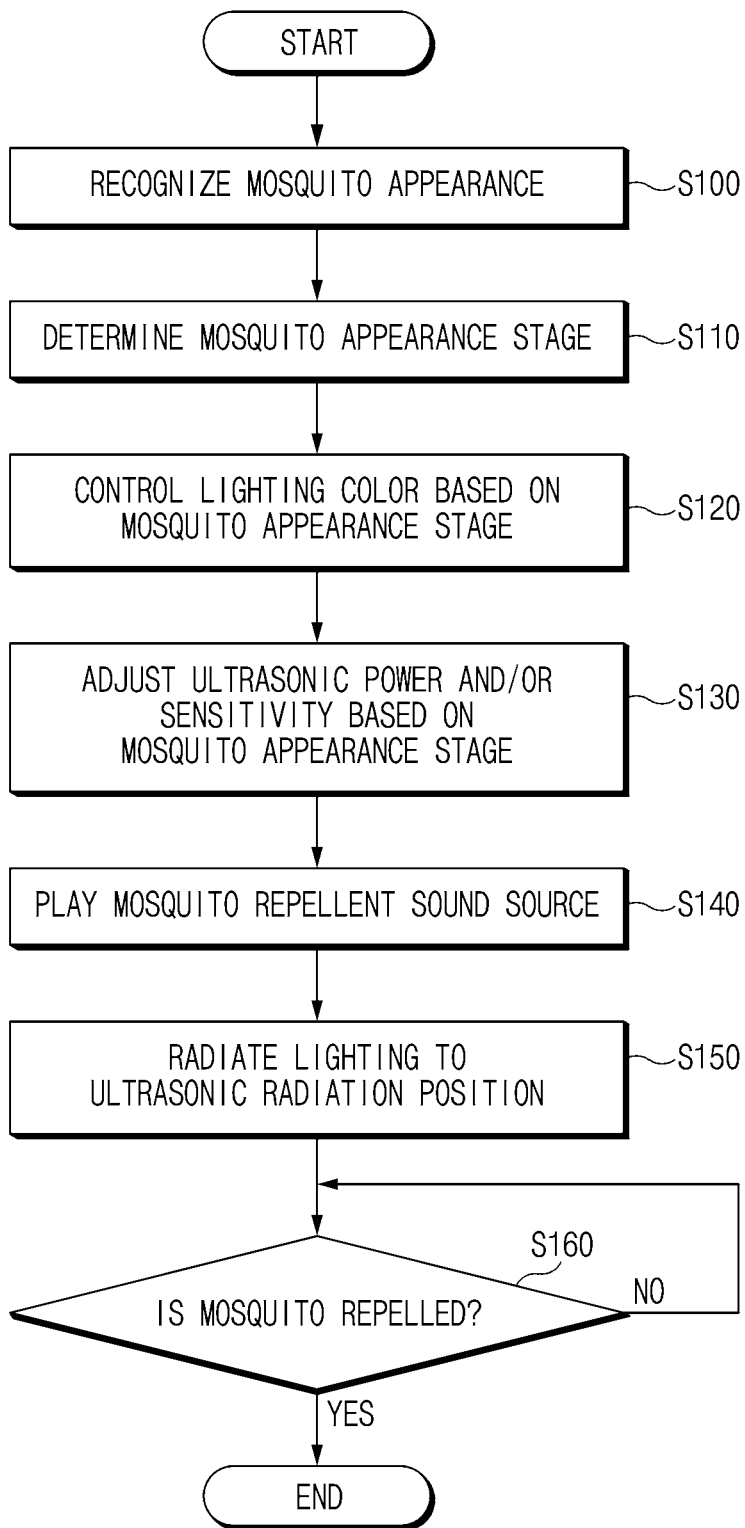 START
RECOGNIZE MOSQUITO APPEARANCE
S100
DETERMINE MOSQUITO APPEARANCE STAGE
S110
CONTROL LIGHTING COLOR BASED ON
MOSQUITO APPEARANCE STAGE
S120
ADJUST ULTRASONIC POWER AND/OR
SENSITIVITY BASED ON
MOSQUITO APPEARANCE STAGE
S130
PLAY MOSQUITO REPELLENT SOUND SOURCE
S140
RADIATE LIGHTING TO
ULTRASONIC RADIATION POSITION
S150
S160
IS MOSQUITO REPELLED?
NO
YES
END